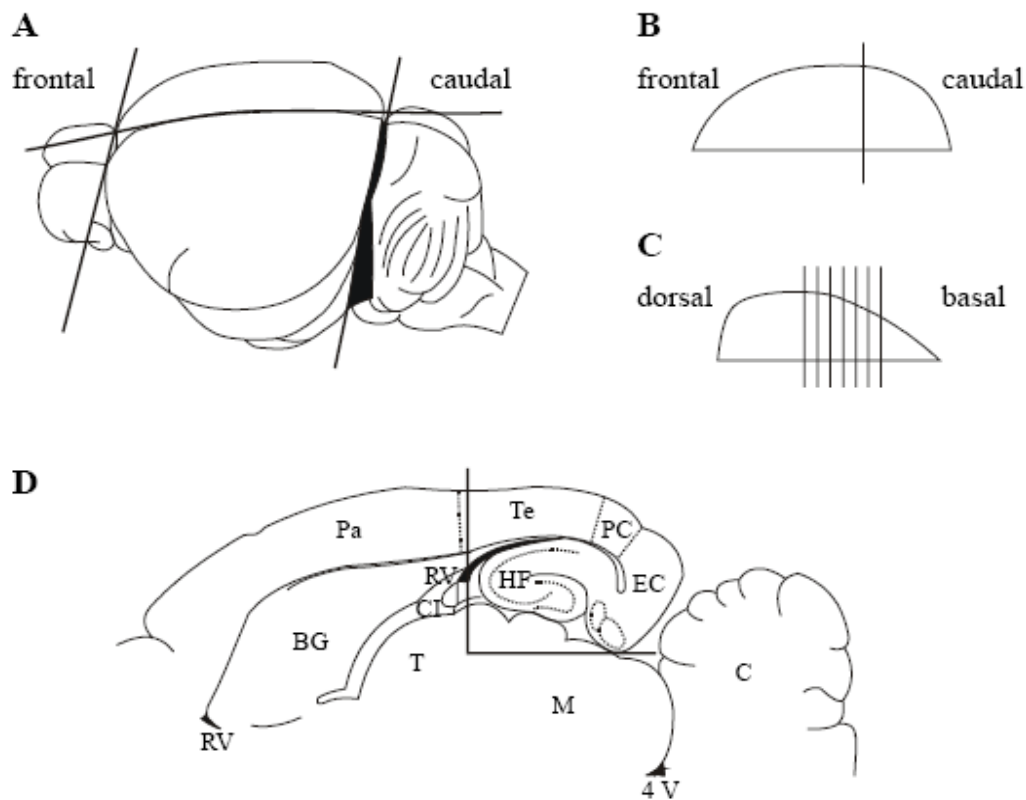 A
frontal
caudal
B
frontal
caudal
C
dorsal
basal
D
Pa
Te
PC
RV
HF
EC
CI
BG
T
C
M
RV
4 V